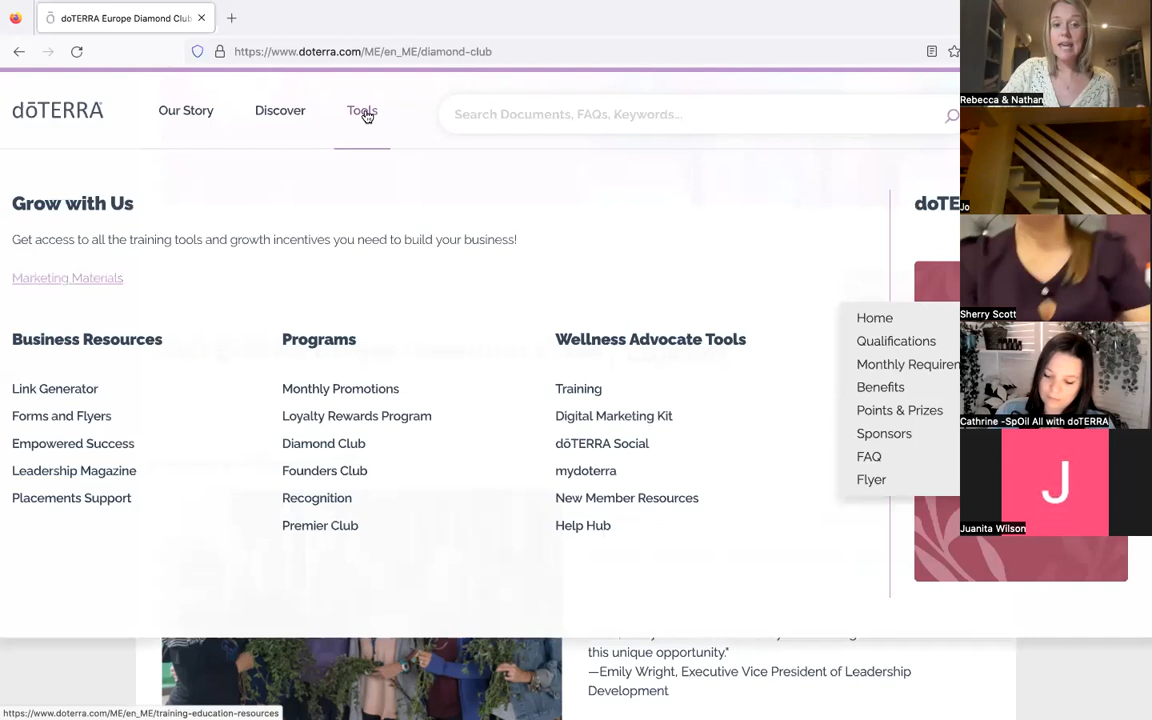 doTERRA Europe Diamond Club
https://www.doterra.com/ME/en_ME/diamond-club
dōTERRA
Our Story
Discover
Tools
Search Documents, FAQs, Keywords...
Grow with Us
Get access to all the training tools and growth incentives you need to build your business!
Marketing Materials
Business Resources
Link Generator
Forms and Flyers
Empowered Success
Leadership Magazine
Placements Support
Programs
Monthly Promotions
Loyalty Rewards Program
Diamond Club
Founders Club
Recognition
Premier Club
Wellness Advocate Tools
Training
Digital Marketing Kit
dōTERRA Social
mydoterra
New Member Resources
Help Hub
doTE
Home
Qualifications
Monthly Requirem
Benefits
Points & Prizes
Sponsors
FAQ
Flyer
this unique opportunity."
—Emily Wright, Executive Vice President of Leadership
Development
https://www.doterra.com/ME/en_ME/training-education-resources
Rebecca & Nathan
Jo
Sherry Scott
Cathrine -SpOil All with doTERRA
J
Juanita Wilson